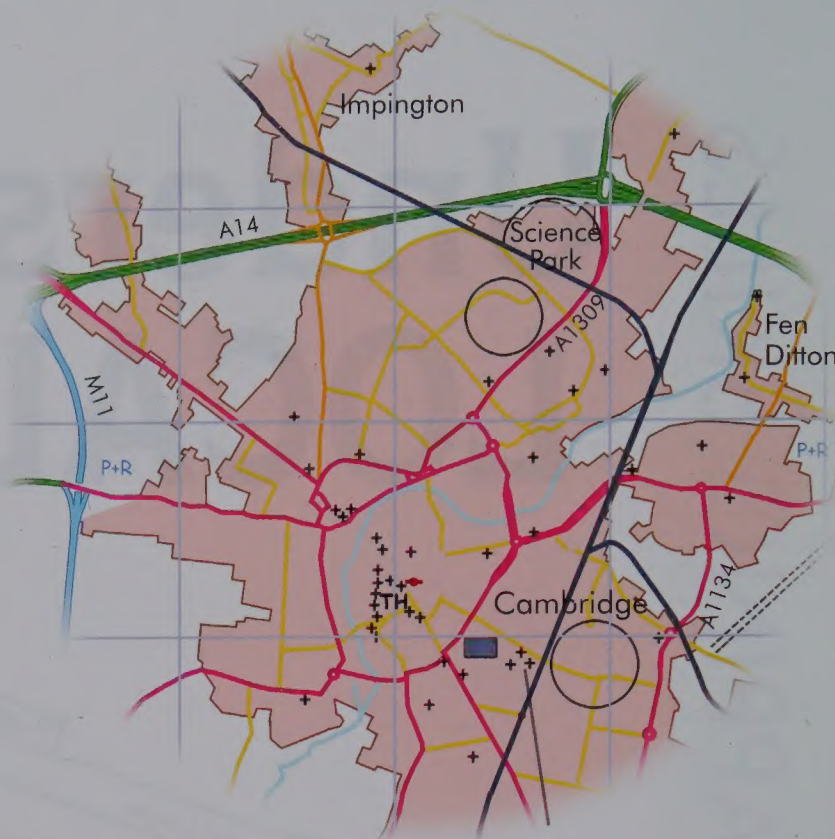 Impington
A14
Science
Park
A1309
Fen
Ditton
M11
P+R
P+R
TH
Cambridge
A1134